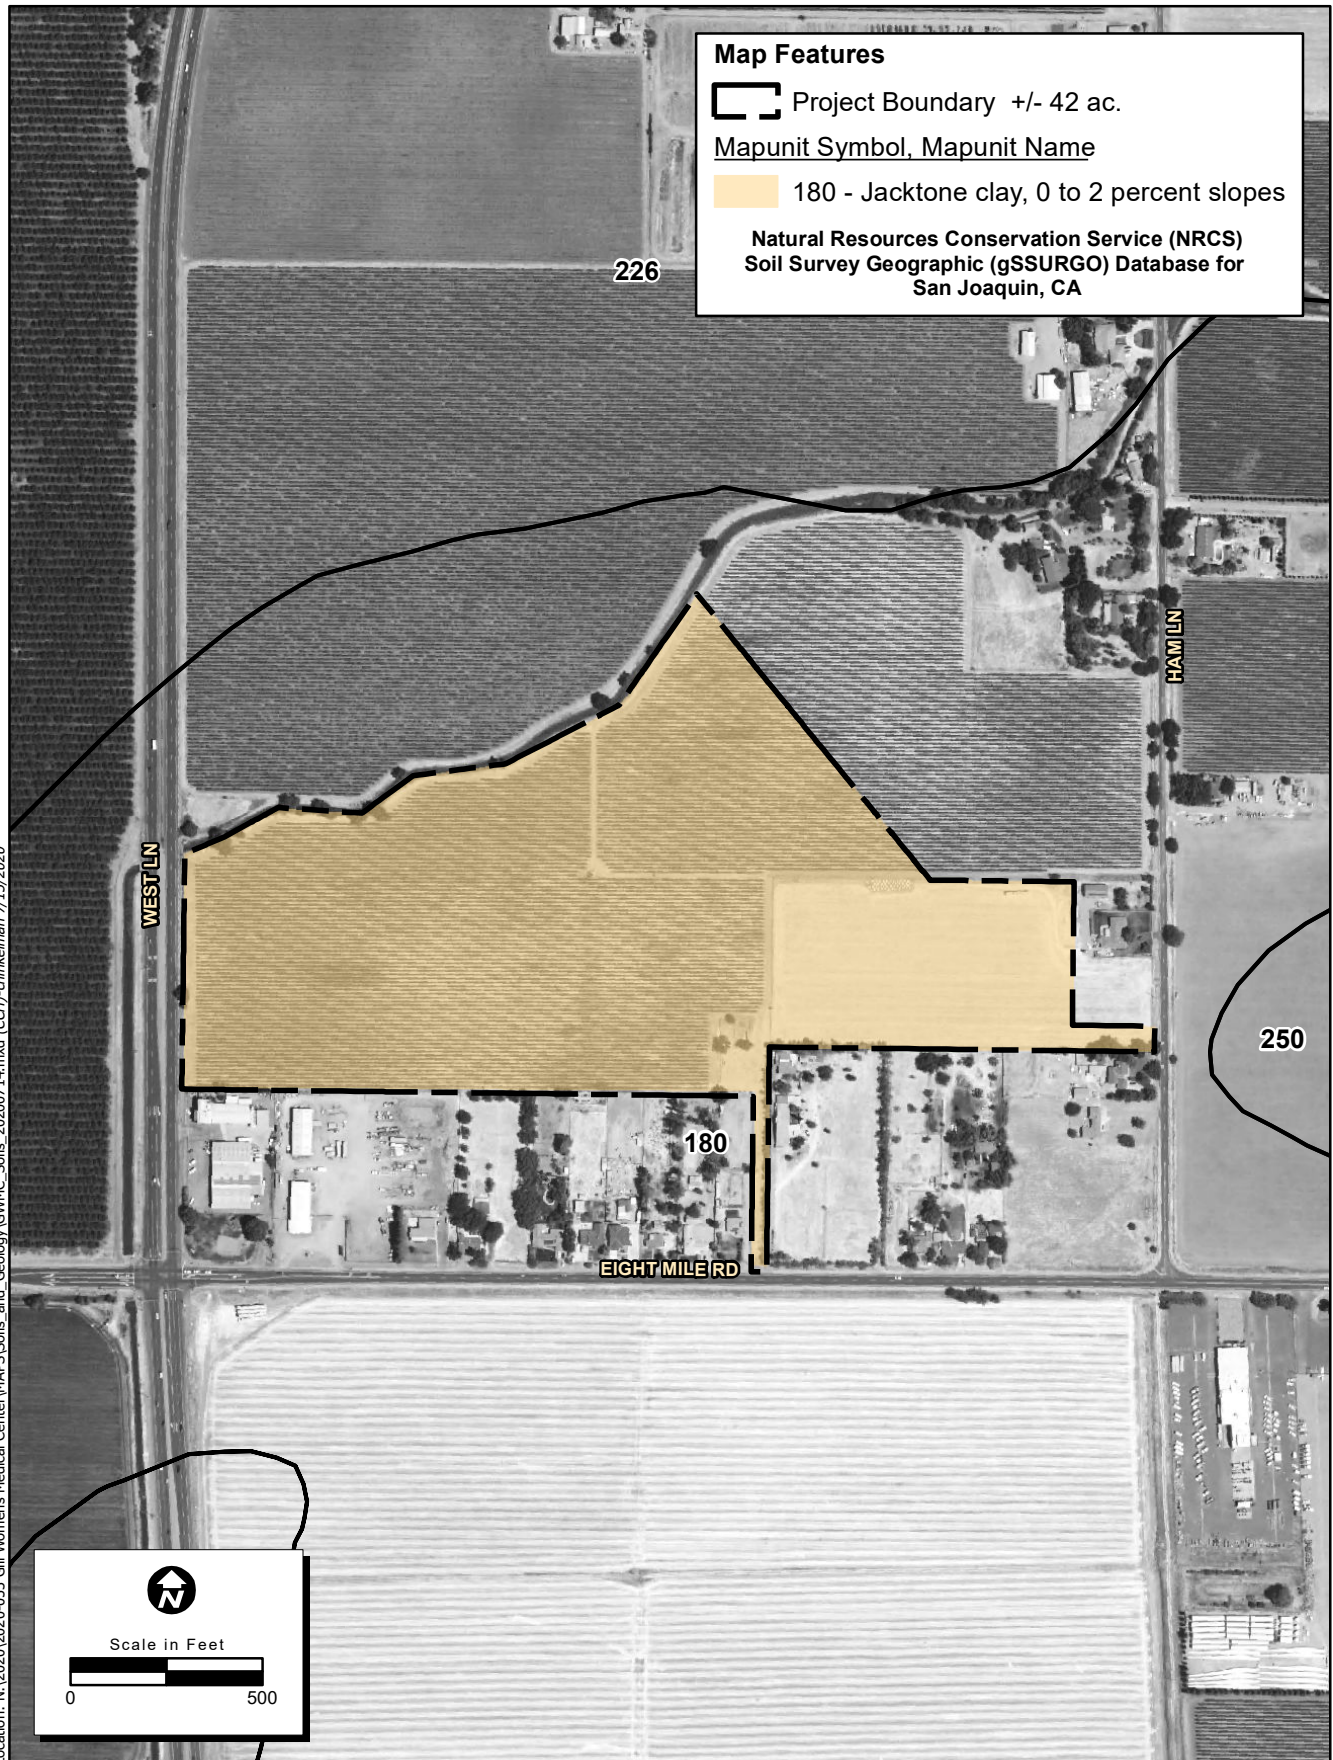 Map Features
Project Boundary +/- 42 ac.
Mapunit Symbol, Mapunit Name
180 - Jacktone clay, 0 to 2 percent slopes
Natural Resources Conservation Service (NRCS)
Soil Survey Geographic (gSSURGO) Database for
San Joaquin, CA
226
HAM LN
WEST LN
250
180
EIGHT MILE RD
N
Scale in Feet
0 500